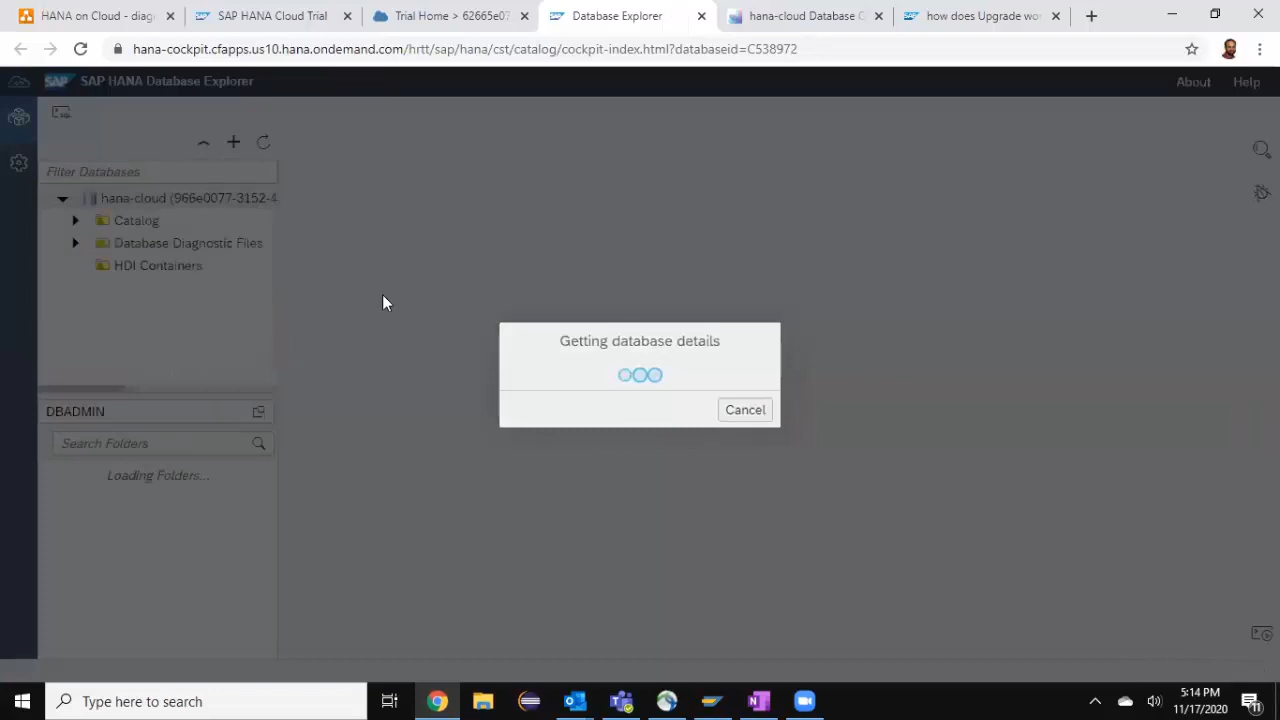 HANA on Cloud - diag
SAP HANA Cloud Trial
Trial Home > 62665e07
Database Explorer
hana-cloud Database C
how does Upgrade wo
hana-cockpit.cfapps.us10.hana.ondemand.com/hrtt/sap/hana/cst/catalog/cockpit-index.html?databaseid=C538972
SAP SAP HANA Database Explorer
About Help
Filter Databases
hana-cloud (966e0077-3152-4
Catalog
Database Diagnostic Files
HDI Containers
Getting database details
Cancel
DBADMIN
Search Folders
Loading Folders...
Type here to search
5:14 PM
11/17/2020
11